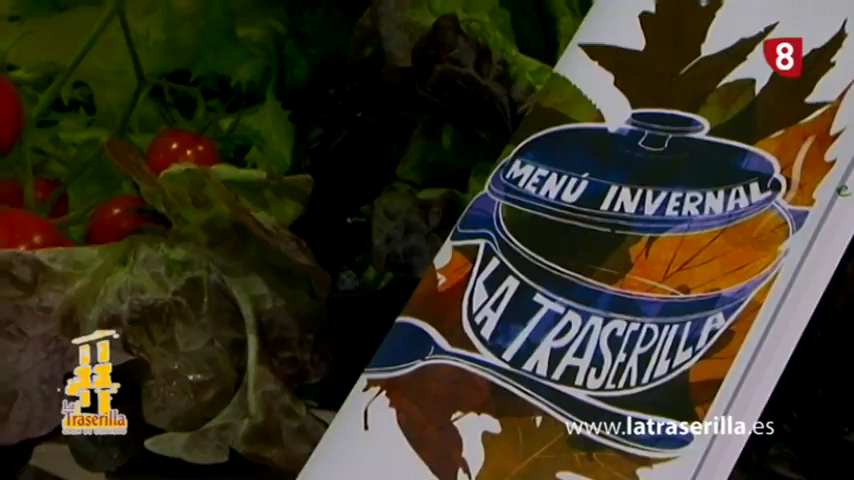 8
MENÚ INVERNAL
LA TRASERILLA
La
Traserilla
www.latraserilla.es